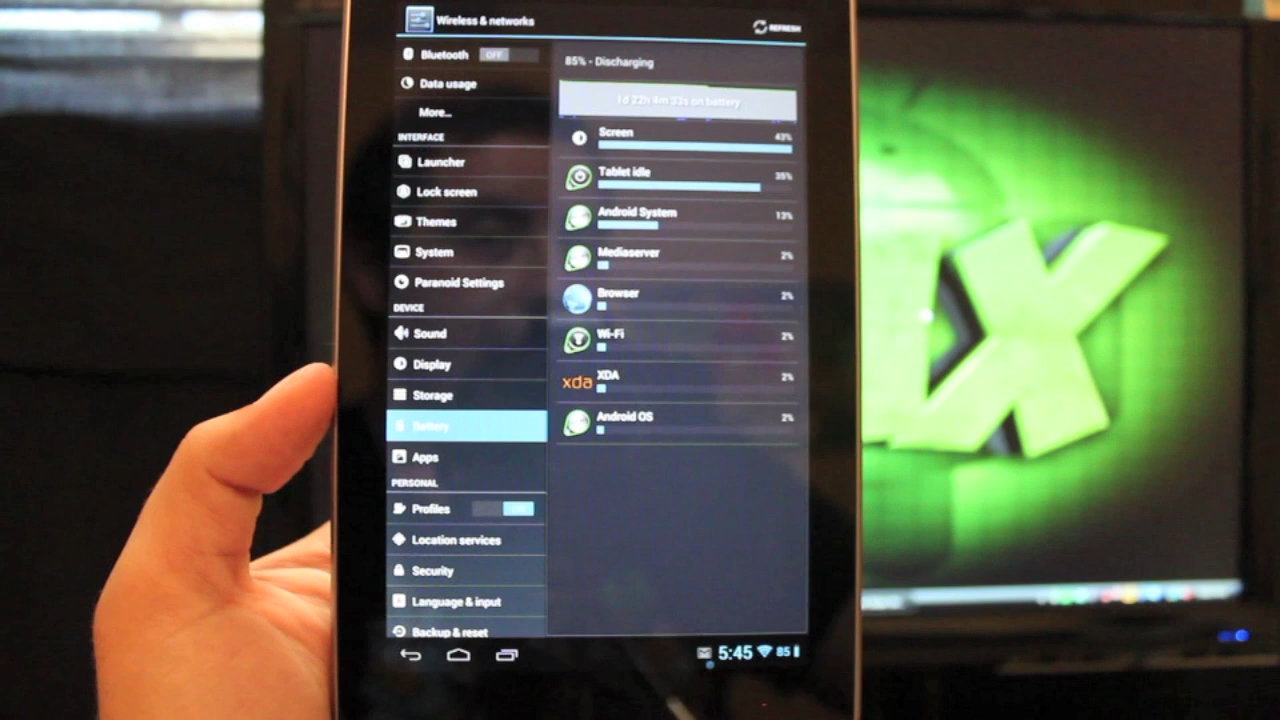 Wireless & networks
REFRESH
Bluetooth OFF
Data usage
More...
INTERFACE
Launcher
Lock screen
Themes
System
Paranoid Settings
DEVICE
Sound
Display
Storage
Battery
Apps
PERSONAL
Profiles ON
Location services
Security
Language & input
Backup & reset
85% - Discharging
1d 22h 4m 33s on battery
Screen 43%
Tablet idle 35%
Android System 13%
Mediaserver 2%
Browser 2%
Wi-Fi 2%
xda XDA 2%
Android OS 2%
5:45 85
X